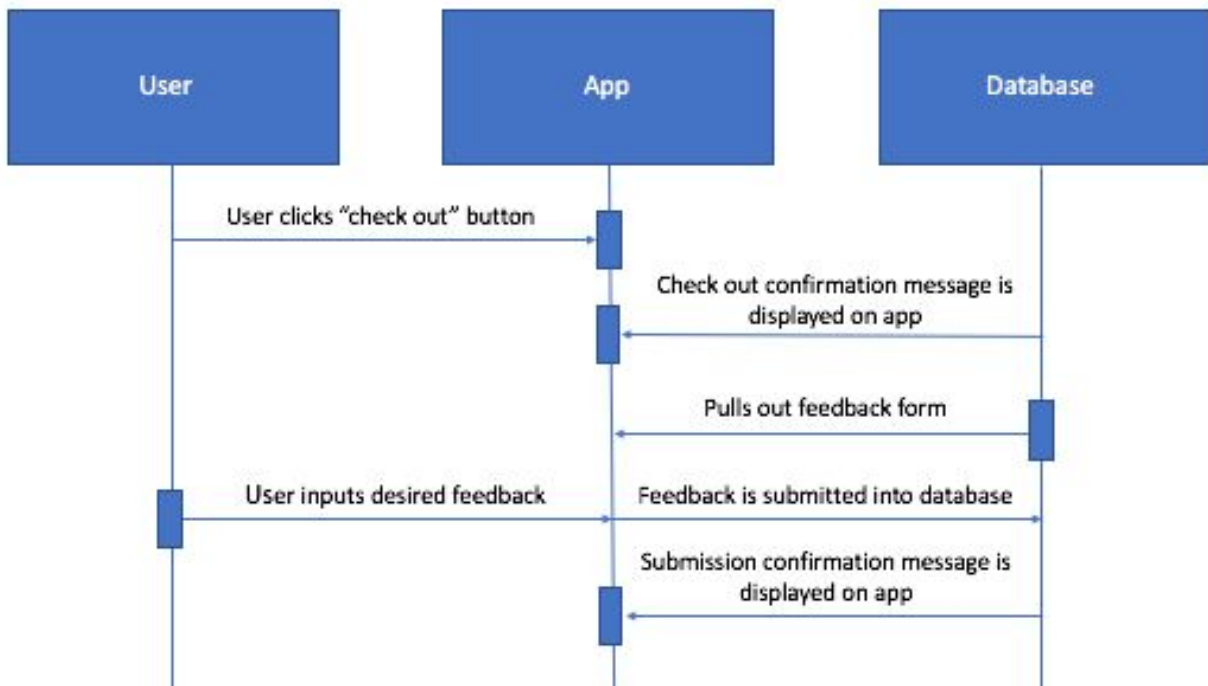 User
App
Database
User clicks “check out” button
Check out confirmation message is
displayed on app
Pulls out feedback form
User inputs desired feedback
Feedback is submitted into database
Submission confirmation message is
displayed on app